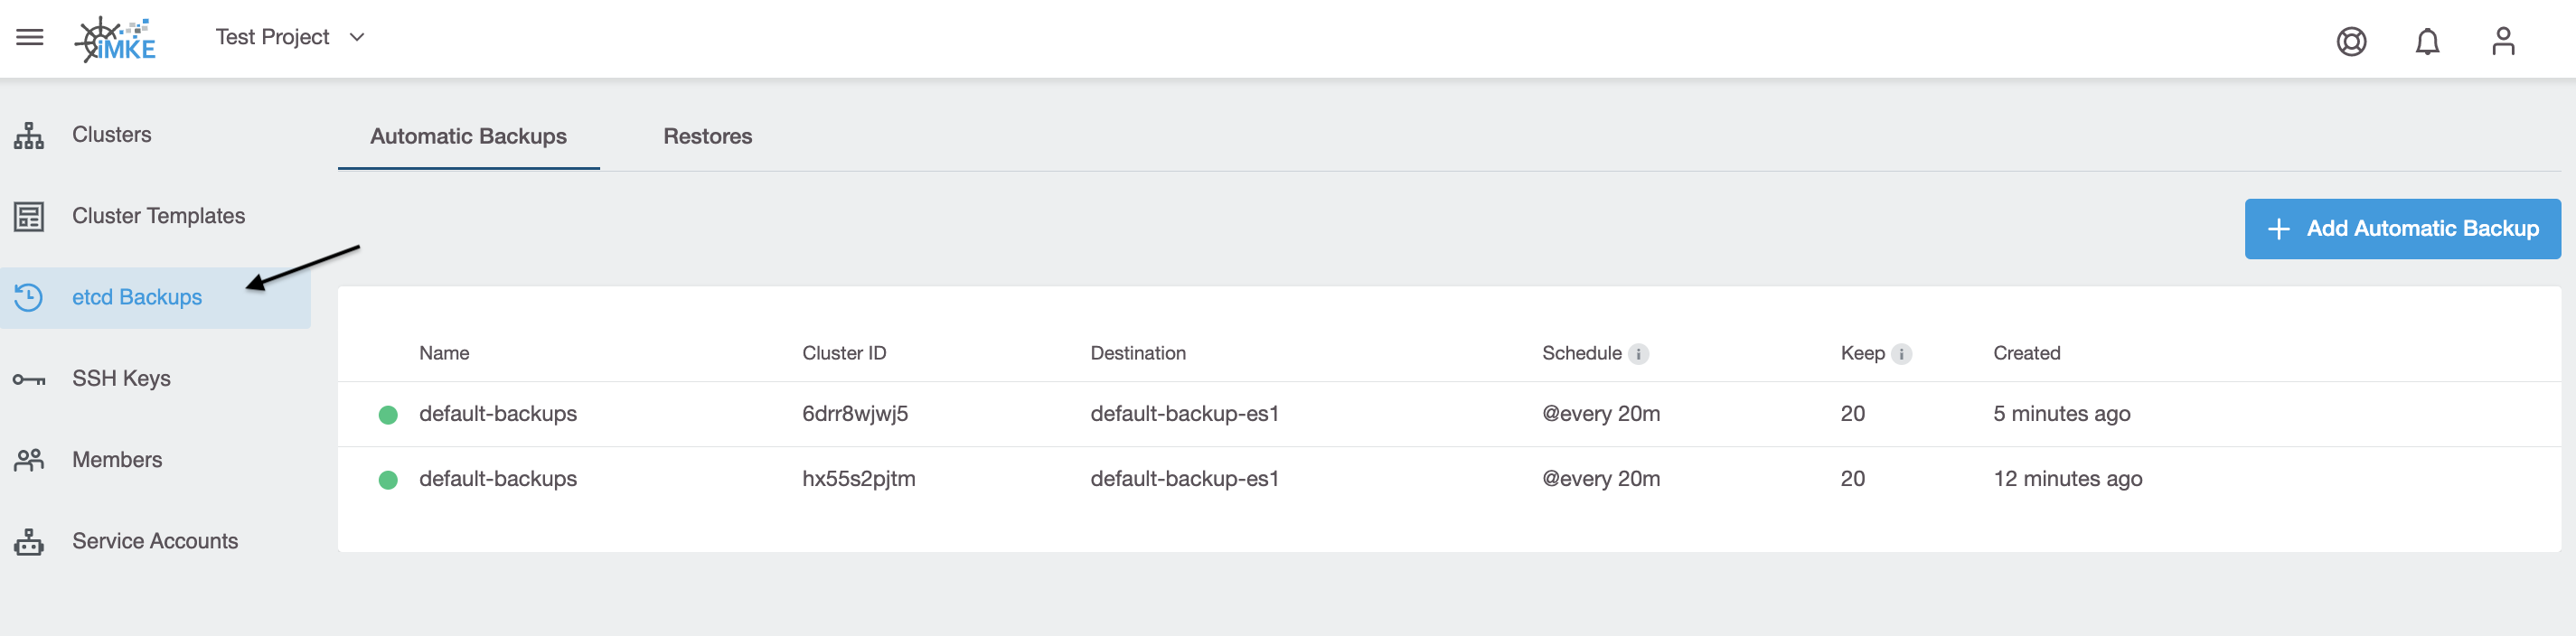 iMKE
Test Project
Clusters
Cluster Templates
etcd Backups
SSH Keys
Members
Service Accounts
Automatic Backups Restores
+ Add Automatic Backup
Name Cluster ID Destination Schedule i Keep i Created
default-backups 6drr8wjwj5 default-backup-es1 @every 20m 20 5 minutes ago
default-backups hx55s2pjtm default-backup-es1 @every 20m 20 12 minutes ago